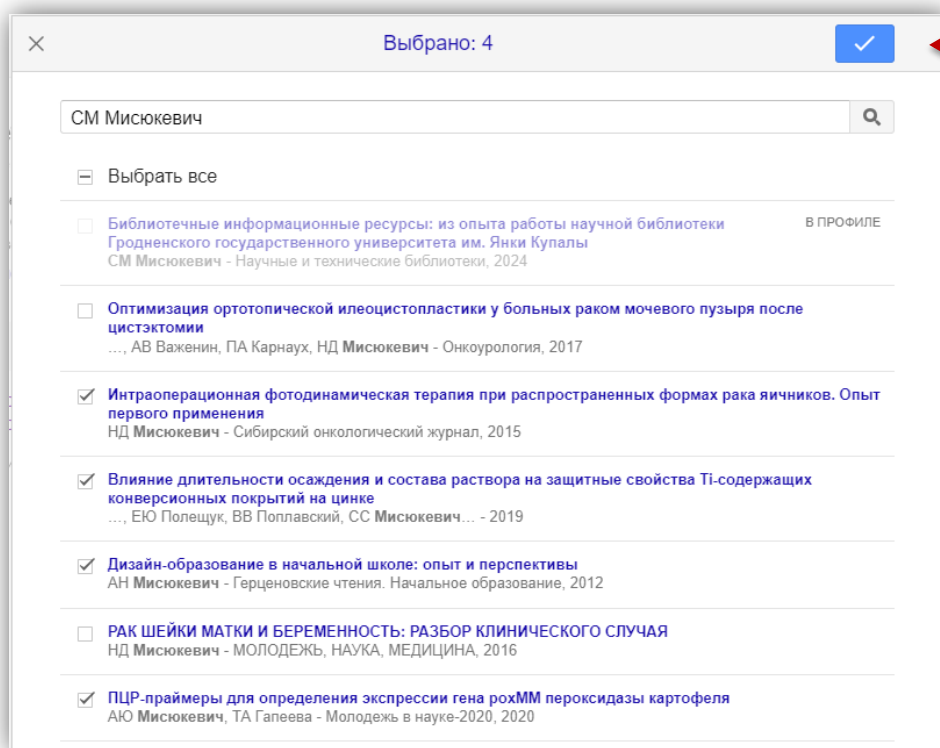 Выбрано: 4
СМ Мисюкевич
Выбрать все
Библиотечные информационные ресурсы: из опыта работы научной библиотеки
В ПРОФИЛЕ
Гродненского государственного университета им. Янки Купалы
СМ Мисюкевич - Научные и технические библиотеки, 2024
Оптимизация ортотопической илеоцистопластики у больных раком мочевого пузыря после
цистэктомии
..., АВ Важенин, ПА Карнаух, НД Мисюкевич - Онкоурология, 2017
Интраоперационная фотодинамическая терапия при распространенных формах рака яичников. Опыт
первого применения
НД Мисюкевич - Сибирский онкологический журнал, 2015
Влияние длительности осаждения и состава раствора на защитные свойства Ti-содержащих
конверсионных покрытий на цинке
..., ЕЮ Полещук, ВВ Поплавский, СС Мисюкевич... - 2019
Дизайн-образование в начальной школе: опыт и перспективы
АН Мисюкевич - Герценовские чтения. Начальное образование, 2012
РАК ШЕЙКИ МАТКИ И БЕРЕМЕННОСТЬ: РАЗБОР КЛИНИЧЕСКОГО СЛУЧАЯ
НД Мисюкевич - МОЛОДЕЖЬ, НАУКА, МЕДИЦИНА, 2016
ПЦР-праймеры для определения экспрессии гена poxMM пероксидазы картофеля
АЮ Мисюкевич, ТА Гапеева - Молодежь в науке-2020, 2020